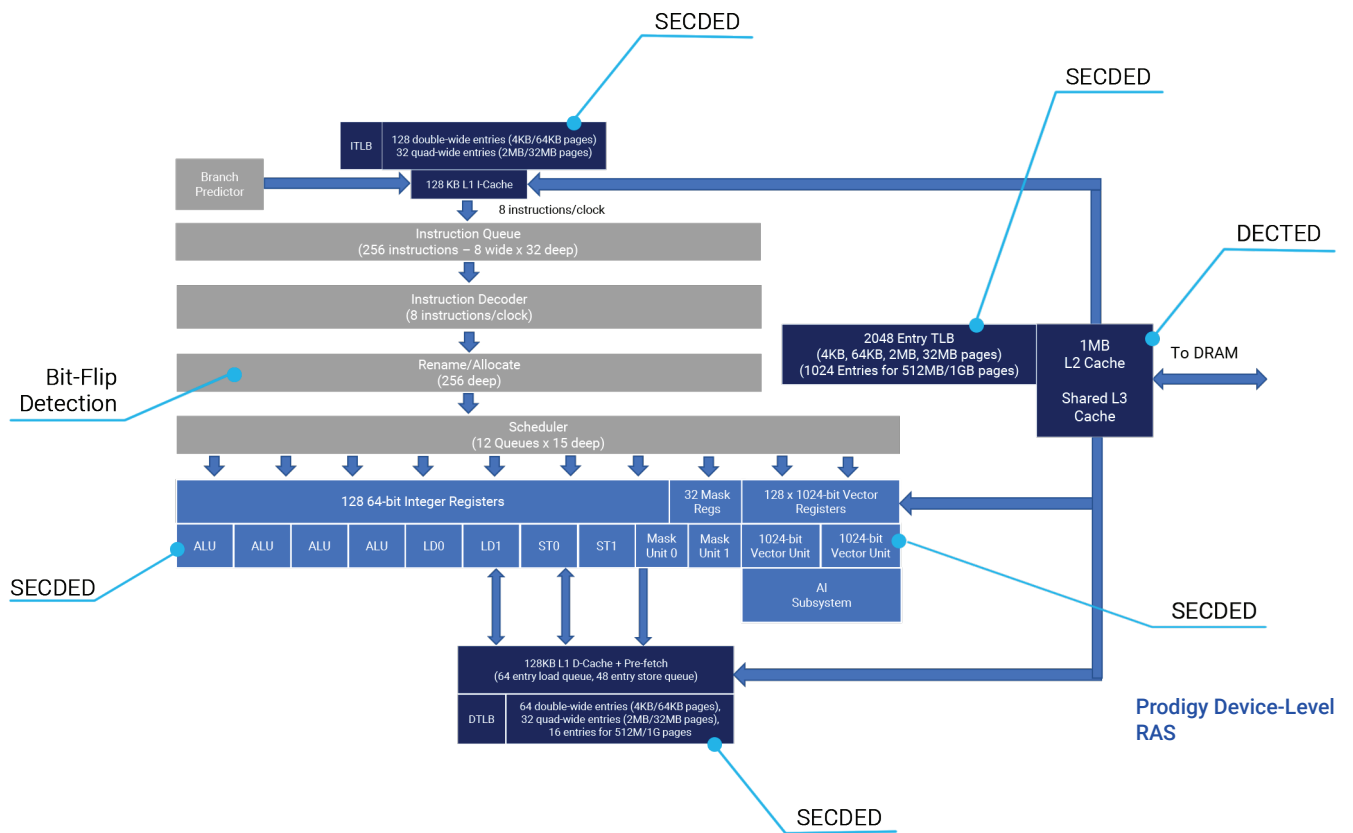 SECDED
SECDED
ITLB
128 double-wide entries (4KB/64KB pages)
32 quad-wide entries (2MB/32MB pages)
Branch
Predictor
128 KB L1 I-Cache
8 instructions/clock
Instruction Queue
(256 instructions – 8 wide x 32 deep)
DECTED
Instruction Decoder
(8 instructions/clock)
2048 Entry TLB
(4KB, 64KB, 2MB, 32MB pages)
(1024 Entries for 512MB/1GB pages)
1MB
L2 Cache
Shared L3
Cache
To DRAM
Rename/Allocate
(256 deep)
Bit-Flip
Detection
Scheduler
(12 Queues x 15 deep)
128 64-bit Integer Registers
32 Mask
Regs
128 x 1024-bit Vector
Registers
ALU
ALU
ALU
ALU
LD0
LD1
ST0
ST1
Mask
Unit 0
Mask
Unit 1
1024-bit
Vector Unit
1024-bit
Vector Unit
SECDED
AI
Subsystem
SECDED
128KB L1 D-Cache + Pre-fetch
(64 entry load queue, 48 entry store queue)
DTLB
64 double-wide entries (4KB/64KB pages),
32 quad-wide entries (2MB/32MB pages),
16 entries for 512M/1G pages
Prodigy Device-Level
RAS
SECDED